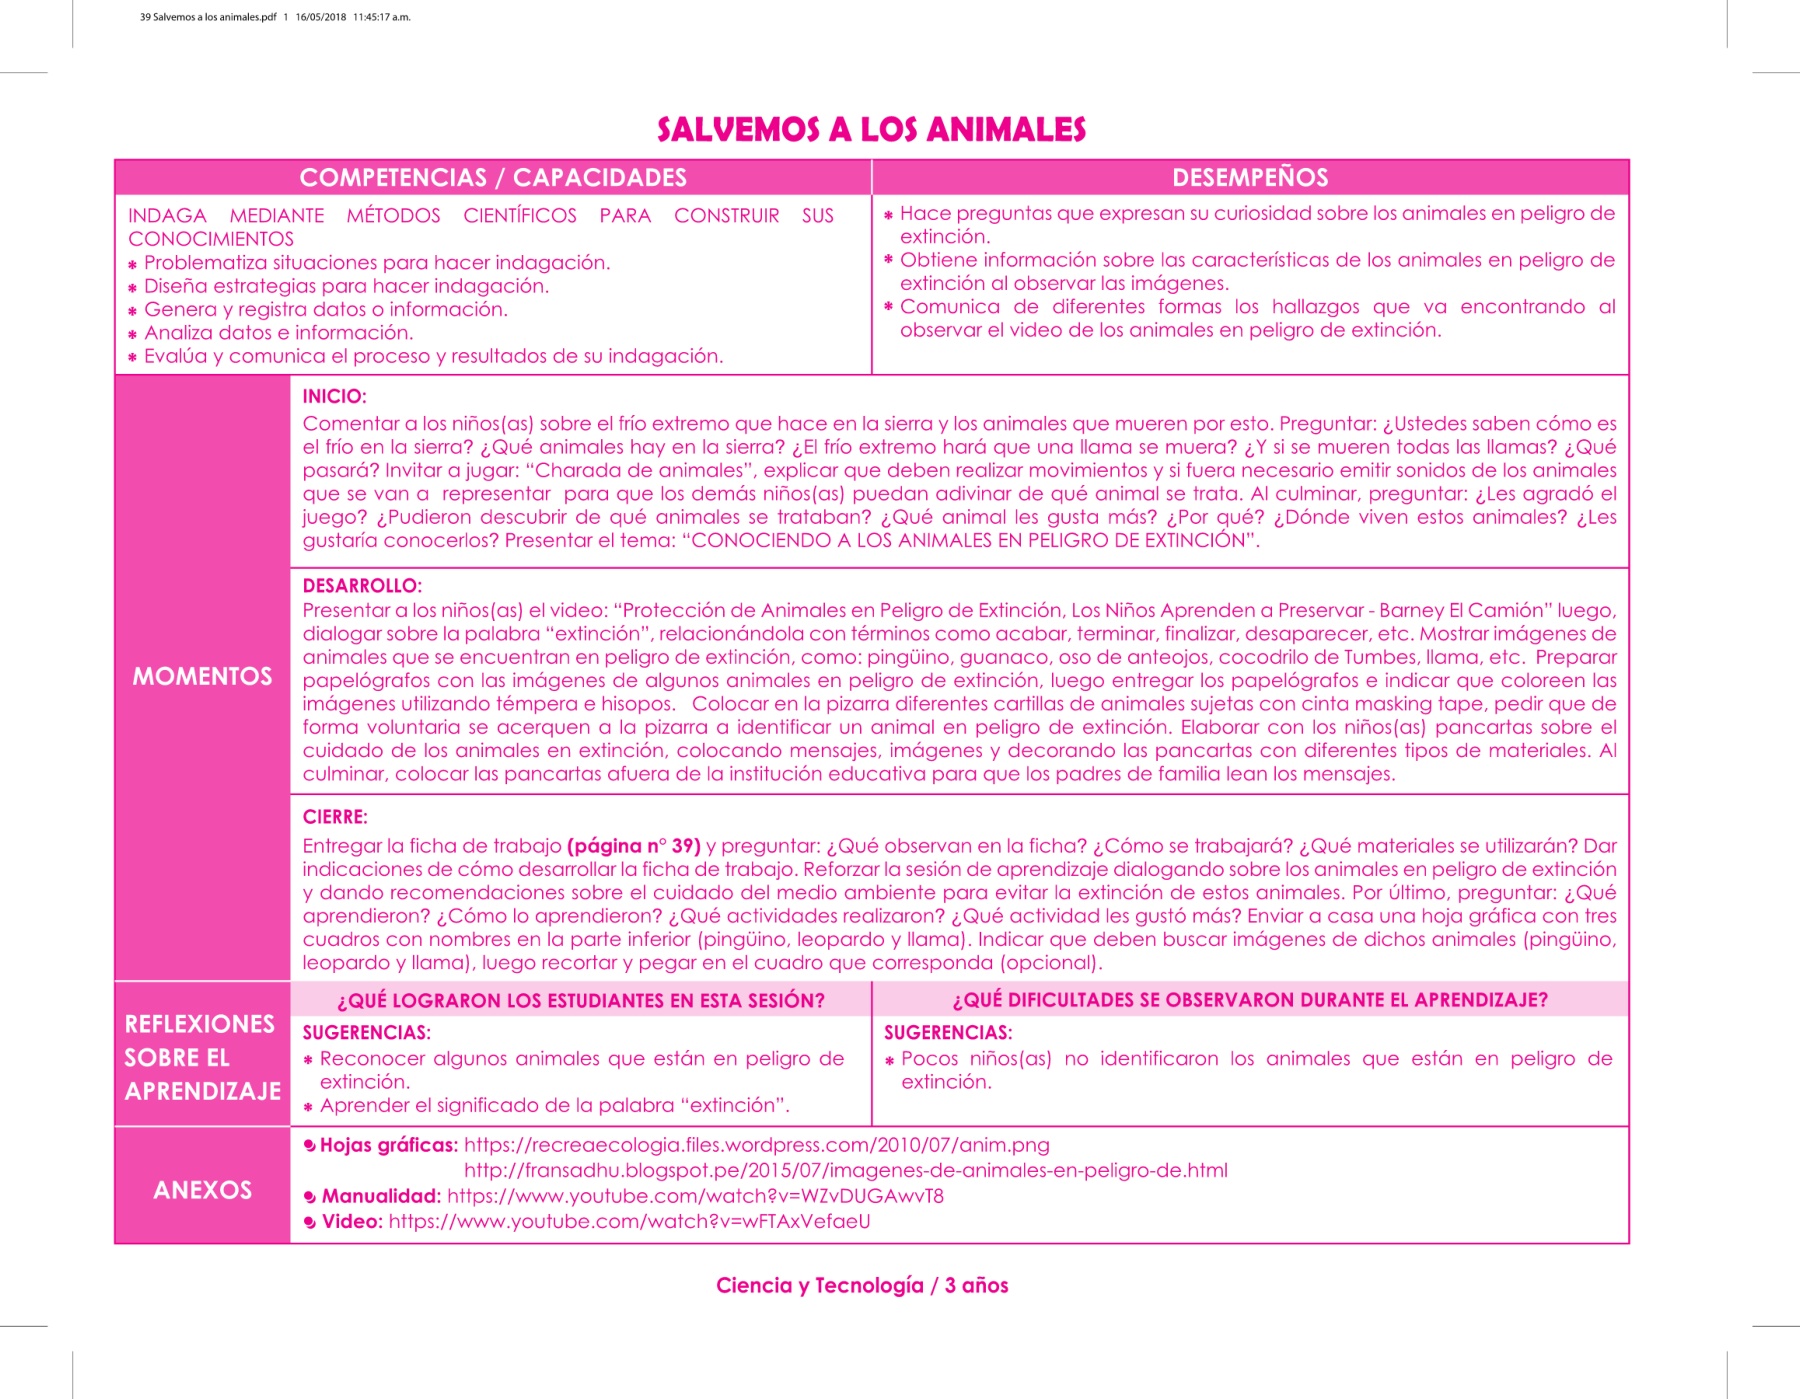 39 Salvemos a los animales.pdf   1   16/05/2018   11:45:17 a.m.
SALVEMOS A LOS ANIMALES
COMPETENCIAS / CAPACIDADES
INDAGA MEDIANTE MÉTODOS CIENTÍFICOS PARA CONSTRUIR SUS
CONOCIMIENTOS
* Problematiza situaciones para hacer indagación.
* Diseña estrategias para hacer indagación.
* Genera y registra datos o información.
* Analiza datos e información.
* Evalúa y comunica el proceso y resultados de su indagación.
DESEMPEÑOS
* Hace preguntas que expresan su curiosidad sobre los animales en peligro de
extinción.
* Obtiene información sobre las características de los animales en peligro de
extinción al observar las imágenes.
* Comunica de diferentes formas los hallazgos que va encontrando al
observar el video de los animales en peligro de extinción.
MOMENTOS
INICIO:
Comentar a los niños(as) sobre el frío extremo que hace en la sierra y los animales que mueren por esto. Preguntar: ¿Ustedes saben cómo es
el frío en la sierra? ¿Qué animales hay en la sierra? ¿El frío extremo hará que una llama se muera? ¿Y si se mueren todas las llamas? ¿Qué
pasará? Invitar a jugar: “Charada de animales”, explicar que deben realizar movimientos y si fuera necesario emitir sonidos de los animales
que se van a representar para que los demás niños(as) puedan adivinar de qué animal se trata. Al culminar, preguntar: ¿Les agradó el
juego? ¿Pudieron descubrir de qué animales se trataban? ¿Qué animal les gusta más? ¿Por qué? ¿Dónde viven estos animales? ¿Les
gustaría conocerlos? Presentar el tema: “CONOCIENDO A LOS ANIMALES EN PELIGRO DE EXTINCIÓN”.
DESARROLLO:
Presentar a los niños(as) el video: “Protección de Animales en Peligro de Extinción, Los Niños Aprenden a Preservar - Barney El Camión” luego,
dialogar sobre la palabra “extinción”, relacionándola con términos como acabar, terminar, finalizar, desaparecer, etc. Mostrar imágenes de
animales que se encuentran en peligro de extinción, como: pingüino, guanaco, oso de anteojos, cocodrilo de Tumbes, llama, etc. Preparar
papelógrafos con las imágenes de algunos animales en peligro de extinción, luego entregar los papelógrafos e indicar que coloreen las
imágenes utilizando témpera e hisopos. Colocar en la pizarra diferentes cartillas de animales sujetas con cinta masking tape, pedir que de
forma voluntaria se acerquen a la pizarra a identificar un animal en peligro de extinción. Elaborar con los niños(as) pancartas sobre el
cuidado de los animales en extinción, colocando mensajes, imágenes y decorando las pancartas con diferentes tipos de materiales. Al
culminar, colocar las pancartas afuera de la institución educativa para que los padres de familia lean los mensajes.
CIERRE:
Entregar la ficha de trabajo (página n° 39) y preguntar: ¿Qué observan en la ficha? ¿Cómo se trabajará? ¿Qué materiales se utilizarán? Dar
indicaciones de cómo desarrollar la ficha de trabajo. Reforzar la sesión de aprendizaje dialogando sobre los animales en peligro de extinción
y dando recomendaciones sobre el cuidado del medio ambiente para evitar la extinción de estos animales. Por último, preguntar: ¿Qué
aprendieron? ¿Cómo lo aprendieron? ¿Qué actividades realizaron? ¿Qué actividad les gustó más? Enviar a casa una hoja gráfica con tres
cuadros con nombres en la parte inferior (pingüino, leopardo y llama). Indicar que deben buscar imágenes de dichos animales (pingüino,
leopardo y llama), luego recortar y pegar en el cuadro que corresponda (opcional).
REFLEXIONES
SOBRE EL
APRENDIZAJE
¿QUÉ LOGRARON LOS ESTUDIANTES EN ESTA SESIÓN?
SUGERENCIAS:
* Reconocer algunos animales que están en peligro de
extinción.
* Aprender el significado de la palabra “extinción”.
¿QUÉ DIFICULTADES SE OBSERVARON DURANTE EL APRENDIZAJE?
SUGERENCIAS:
* Pocos niños(as) no identificaron los animales que están en peligro de
extinción.
ANEXOS
Hojas gráficas: https://recreaecologia.files.wordpress.com/2010/07/anim.png
http://fransadhu.blogspot.pe/2015/07/imagenes-de-animales-en-peligro-de.html
Manualidad: https://www.youtube.com/watch?v=WZvDUGAwvT8
Video: https://www.youtube.com/watch?v=wFTAxVefaeU
Ciencia y Tecnología / 3 años